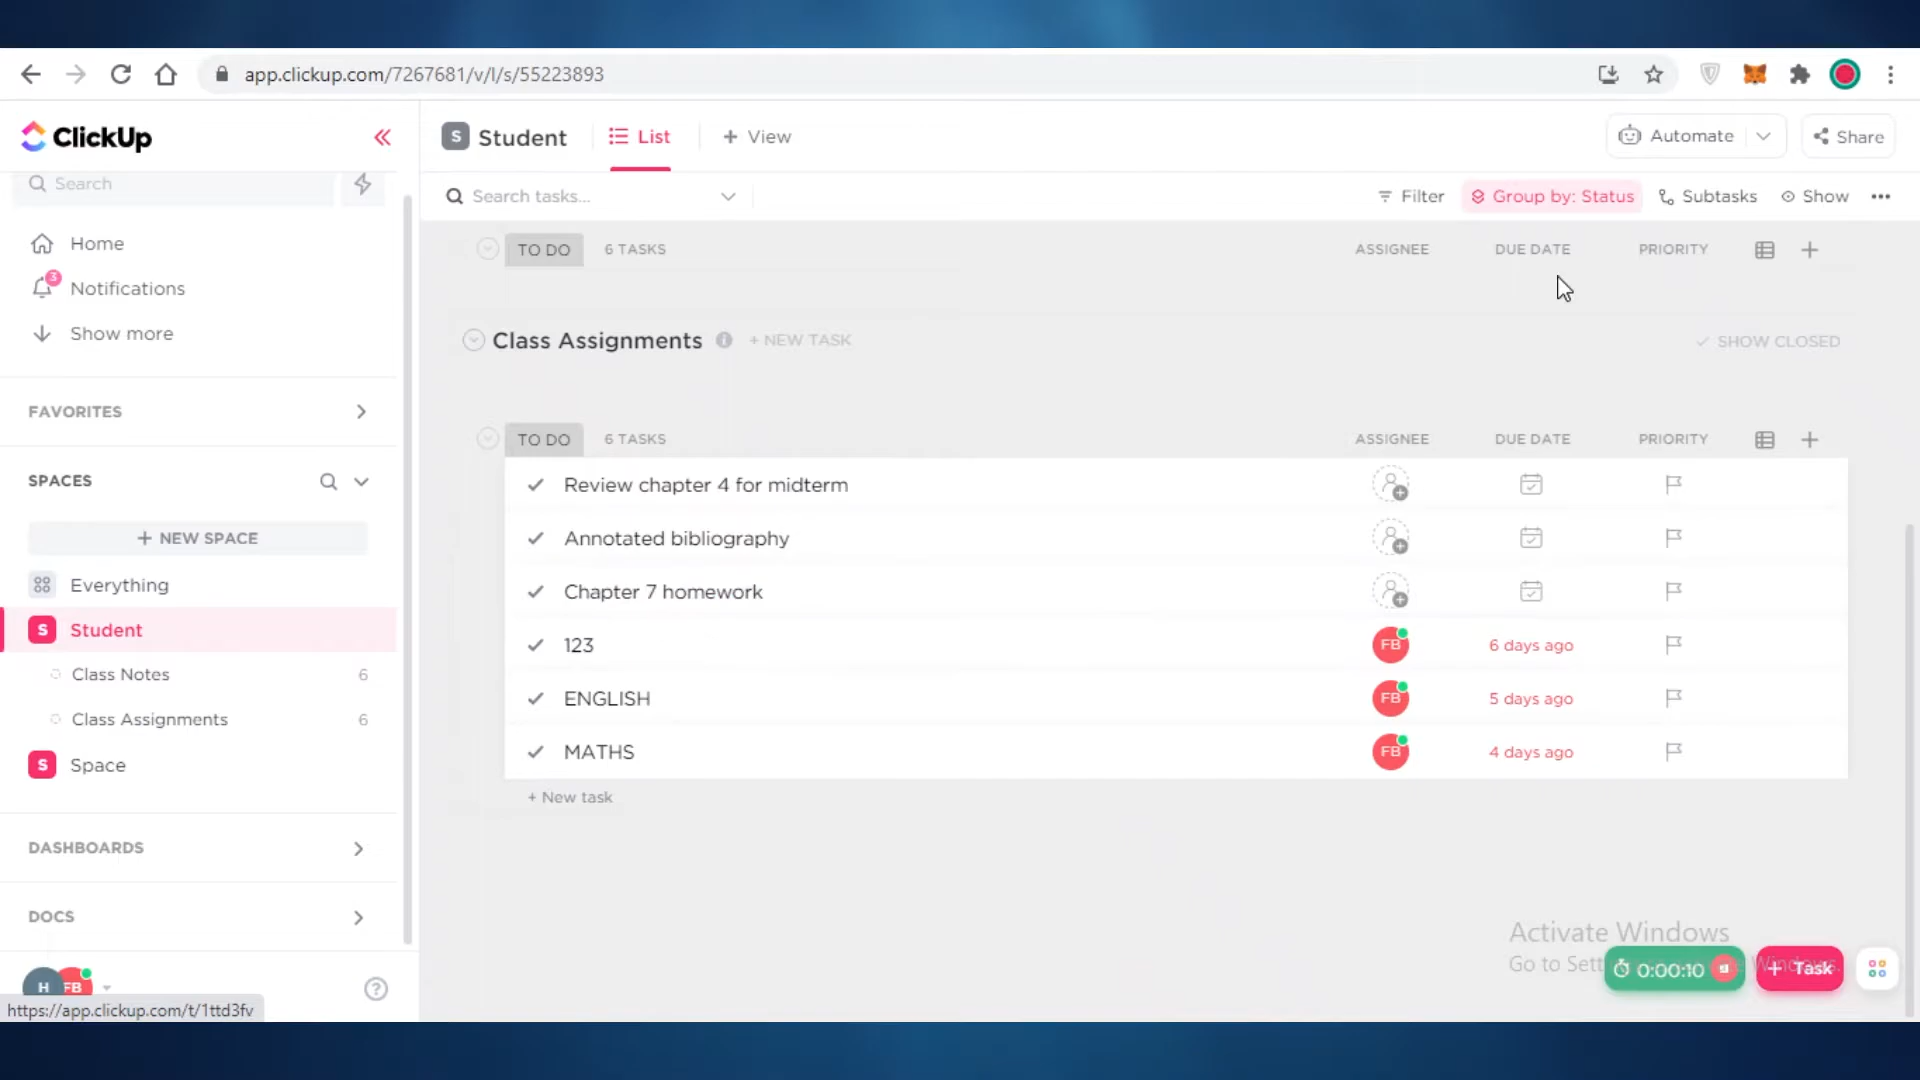 app.clickup.com/7267681/v/l/s/55223893
ClickUp
S Student
List
+ View
Automate
Share
Search
Search tasks...
Filter
Group by: Status
Subtasks
Show
Home
3
Notifications
Show more
FAVORITES
SPACES
+ NEW SPACE
Everything
S Student
Class Notes 6
Class Assignments 6
S Space
DASHBOARDS
DOCS
H FB
https://app.clickup.com/t/1ttd3fv
TO DO 6 TASKS ASSIGNEE DUE DATE PRIORITY
Class Assignments + NEW TASK SHOW CLOSED
TO DO 6 TASKS ASSIGNEE DUE DATE PRIORITY
Review chapter 4 for midterm
Annotated bibliography
Chapter 7 homework
123 FB 6 days ago
ENGLISH FB 5 days ago
MATHS FB 4 days ago
+ New task
Activate Windows
Go to
0:00:10
+ Task